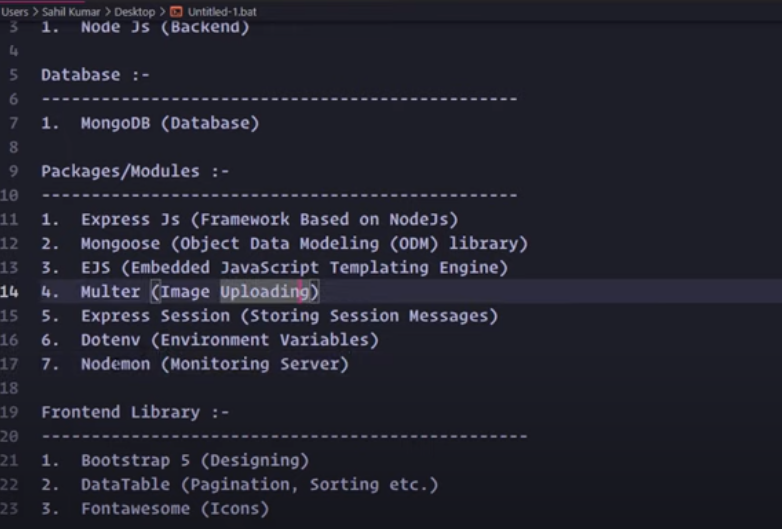 Users > Sahil Kumar > Desktop > Untitled-1.bat
3 1. Node Js (Backend)
4
5 Database :-
6 ------------------------------------------------
7 1. MongoDB (Database)
8
9 Packages/Modules :-
10 ------------------------------------------------
11 1. Express Js (Framework Based on NodeJs)
12 2. Mongoose (Object Data Modeling (ODM) library)
13 3. EJS (Embedded JavaScript Templating Engine)
14 4. Multer (Image Uploading)
15 5. Express Session (Storing Session Messages)
16 6. Dotenv (Environment Variables)
17 7. Nodemon (Monitoring Server)
18
19 Frontend Library :-
20 -------------------------------------------------
21 1. Bootstrap 5 (Designing)
22 2. DataTable (Pagination, Sorting etc.)
23 3. Fontawesome (Icons)